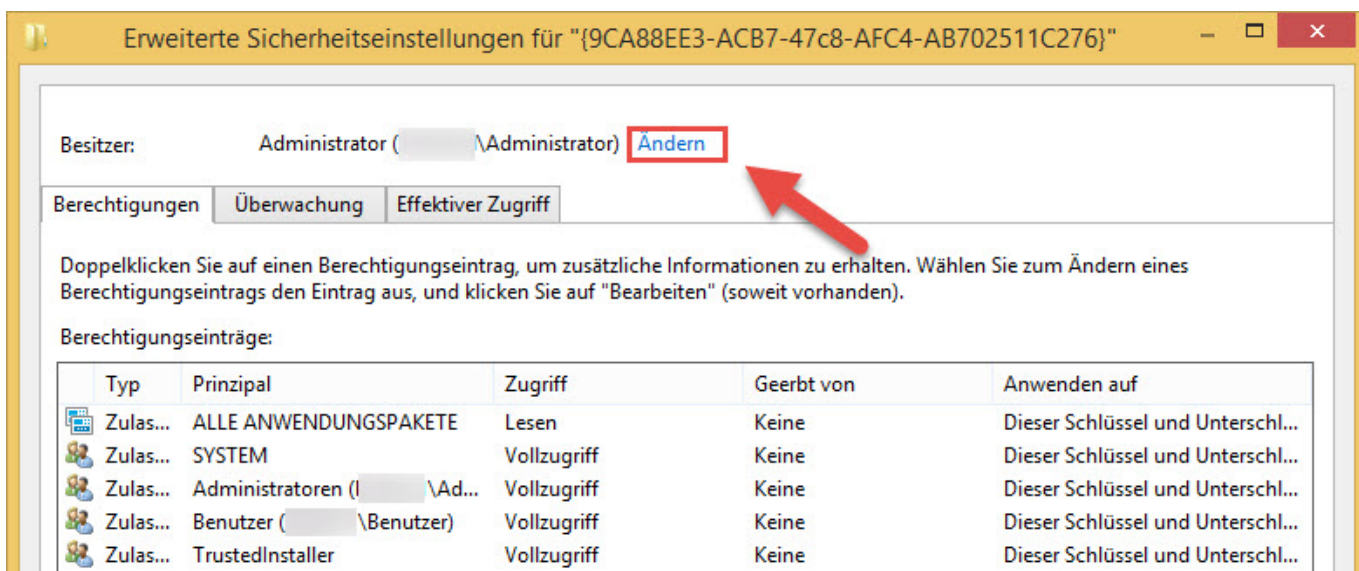 Erweiterte Sicherheitseinstellungen für "{9CA88EE3-ACB7-47c8-AFC4-AB702511C276}"
Besitzer: Administrator ( \Administrator) Ändern
Berechtigungen Überwachung Effektiver Zugriff
Doppelklicken Sie auf einen Berechtigungseintrag, um zusätzliche Informationen zu erhalten. Wählen Sie zum Ändern eines
Berechtigungseintrags den Eintrag aus, und klicken Sie auf "Bearbeiten" (soweit vorhanden).
Berechtigungseinträge:
Typ Prinzipal Zugriff Geerbt von Anwenden auf
Zulas... ALLE ANWENDUNGSPAKETE Lesen Keine Dieser Schlüssel und Unterschl...
Zulas... SYSTEM Vollzugriff Keine Dieser Schlüssel und Unterschl...
Zulas... Administratoren ( \Ad... Vollzugriff Keine Dieser Schlüssel und Unterschl...
Zulas... Benutzer ( \Benutzer) Vollzugriff Keine Dieser Schlüssel und Unterschl...
Zulas... TrustedInstaller Vollzugriff Keine Dieser Schlüssel und Unterschl...